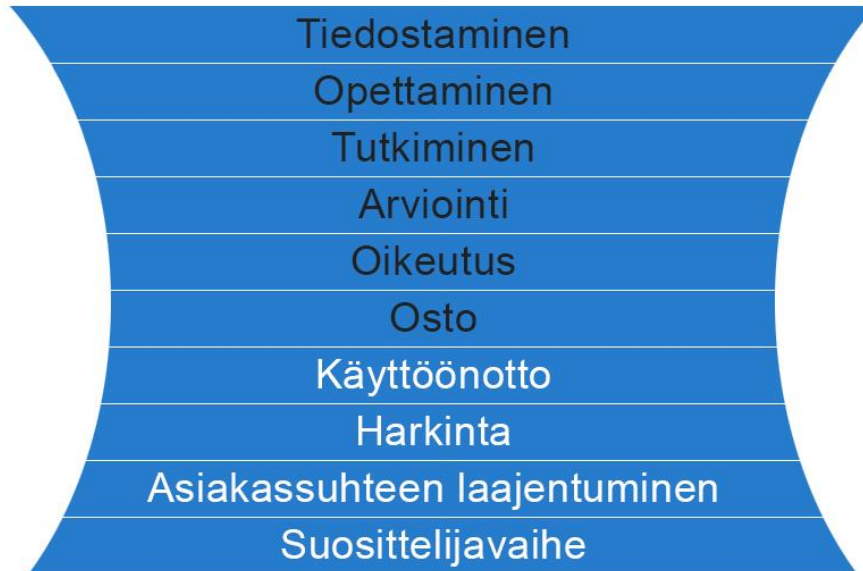 Tiedostaminen
Opettaminen
Tutkiminen
Arviointi
Oikeutus
Osto
Käyttöönotto
Harkinta
Asiakassuhteen laajentuminen
Suosittelijavaihe